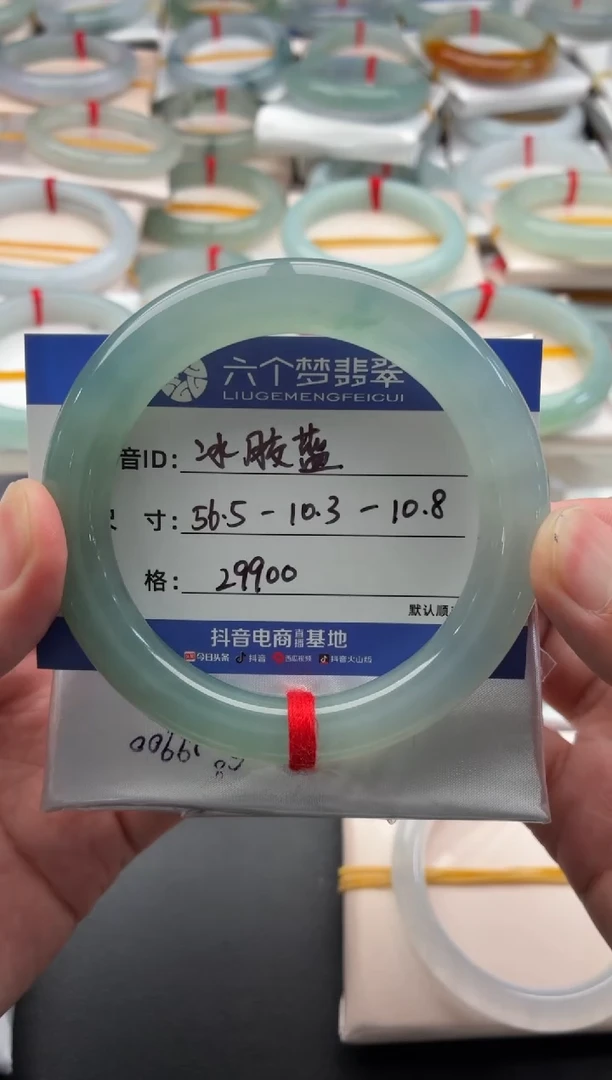 六个梦翡翠
LIUGEMENGFEICUI
音ID: 冰胶蓝
寸: 56.5 - 10.3 - 10.8
格: 29900
默认顺
抖音电商直播基地
今日头条 抖音 西瓜视频 抖音火山版